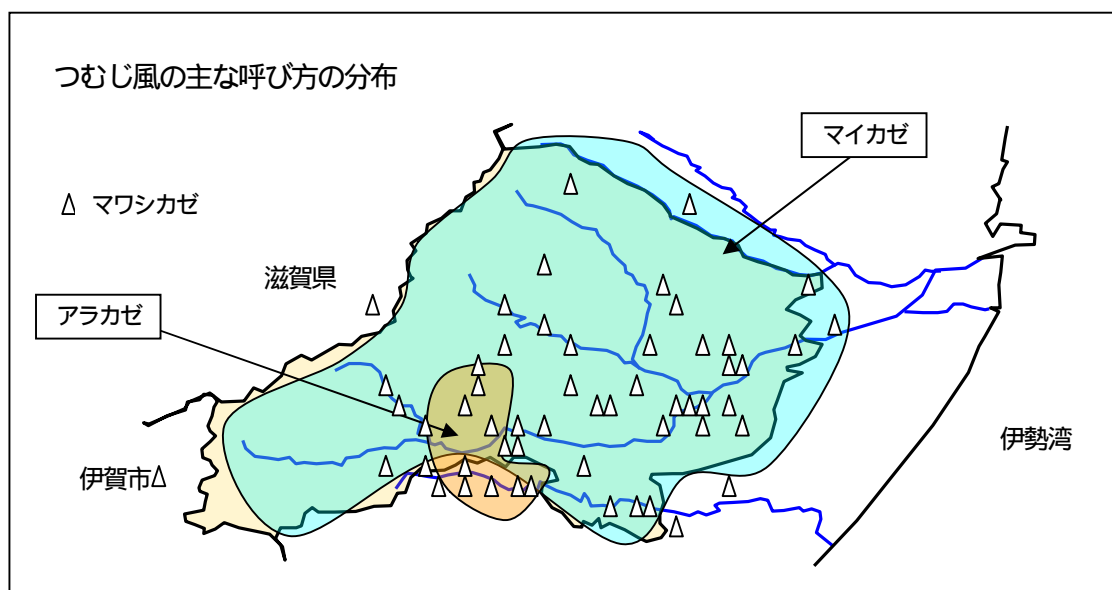 つむじ風の主な呼び方の分布
マイカゼ
マワシカゼ
滋賀県
アラカゼ
伊勢湾
伊賀市